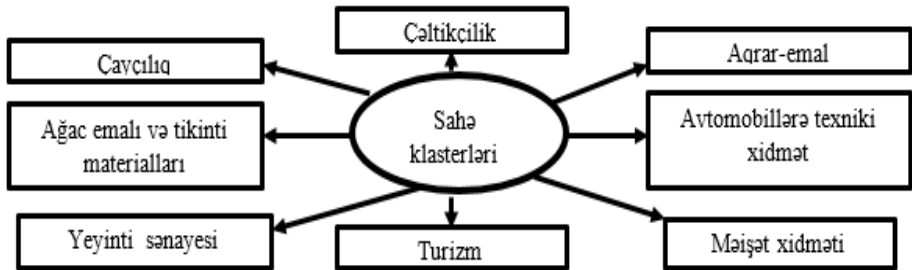 Çəltikçilik
Çayçılıq
Aqrar-emal
Ağac emalı və tikinti
materialları
Sahə
klasterləri
Avtomobillərə texniki
xidmət
Yeyinti sənayesi
Turizm
Məişət xidməti